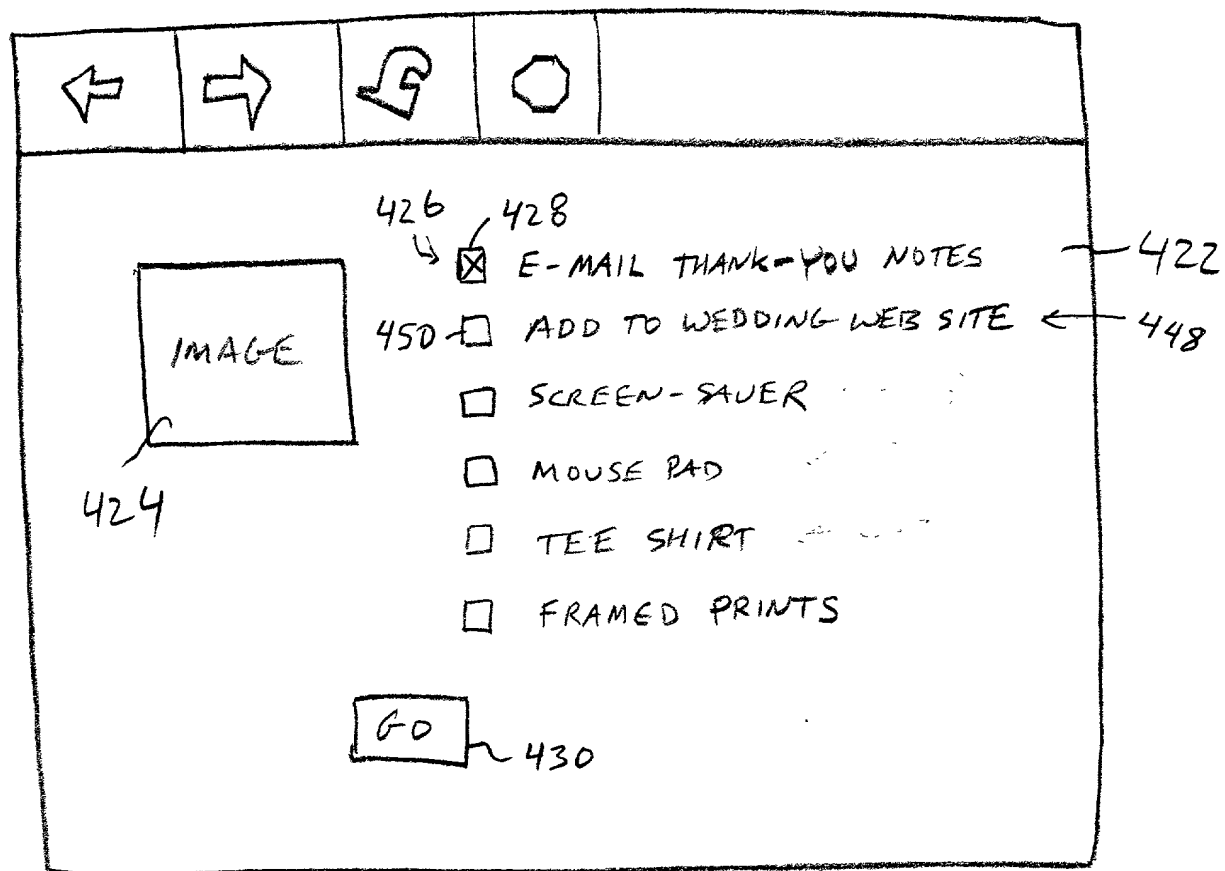 426 428
E-MAIL THANK-YOU NOTES 422
IMAGE
450 ADD TO WEDDING WEB SITE 448
SCREEN-SAVER
MOUSE PAD
424
TEE SHIRT
FRAMED PRINTS
GO
430